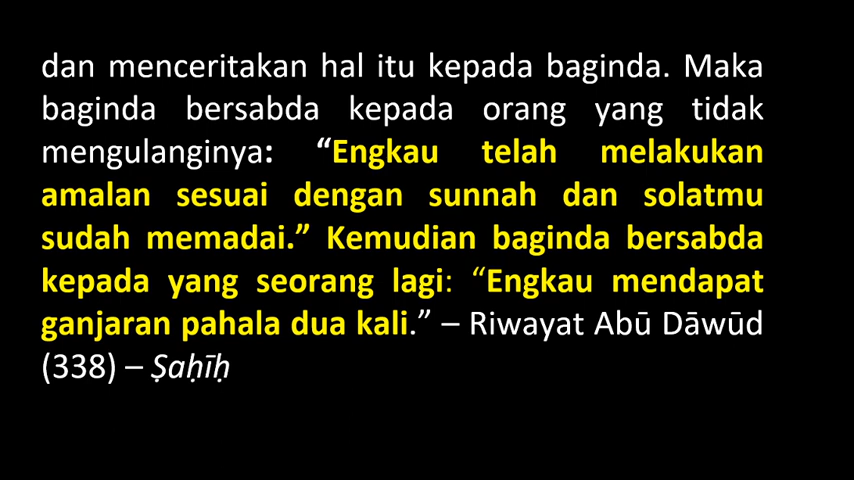 dan menceritakan hal itu kepada baginda. Maka
baginda bersabda kepada orang yang tidak
mengulanginya: “Engkau telah melakukan
amalan sesuai dengan sunnah dan solatmu
sudah memadai.” Kemudian baginda bersabda
kepada yang seorang lagi: “Engkau mendapat
ganjaran pahala dua kali.” – Riwayat Abū Dāwūd
(338) – Ṣaḥīḥ